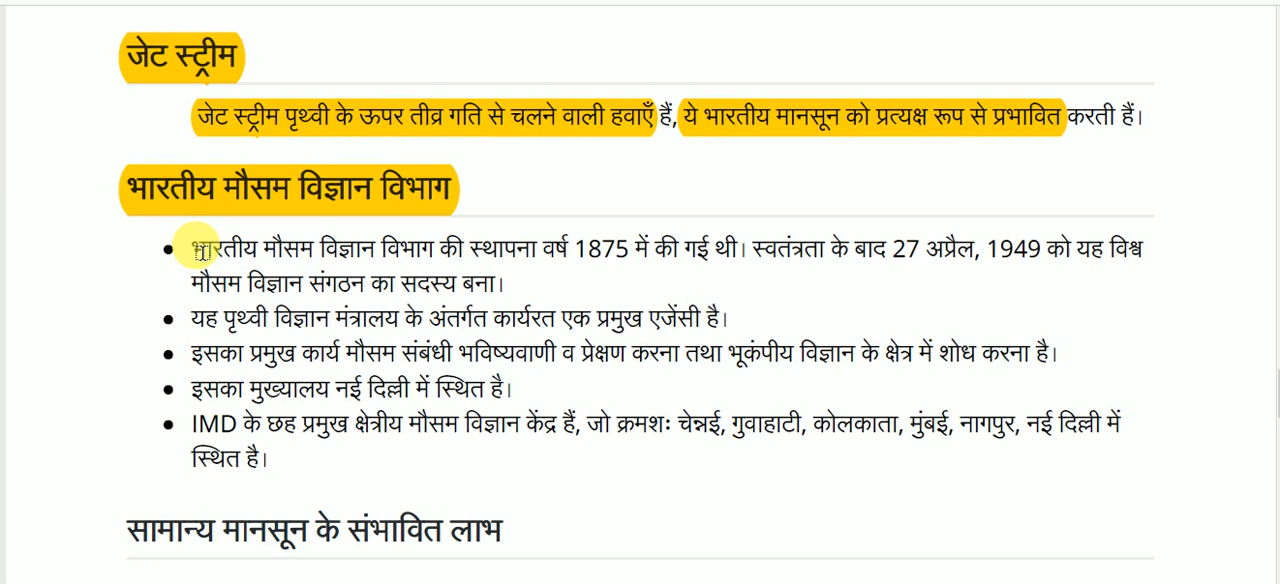 जेट स्ट्रीम
जेट स्ट्रीम पृथ्वी के ऊपर तीव्र गति से चलने वाली हवाएँ हैं, ये भारतीय मानसून को प्रत्यक्ष रूप से प्रभावित करती हैं।
भारतीय मौसम विज्ञान विभाग
• भारतीय मौसम विज्ञान विभाग की स्थापना वर्ष 1875 में की गई थी। स्वतंत्रता के बाद 27 अप्रैल, 1949 को यह विश्व
मौसम विज्ञान संगठन का सदस्य बना।
• यह पृथ्वी विज्ञान मंत्रालय के अंतर्गत कार्यरत एक प्रमुख एजेंसी है।
• इसका प्रमुख कार्य मौसम संबंधी भविष्यवाणी व प्रेक्षण करना तथा भूकंपीय विज्ञान के क्षेत्र में शोध करना है।
• इसका मुख्यालय नई दिल्ली में स्थित है।
• IMD के छह प्रमुख क्षेत्रीय मौसम विज्ञान केंद्र हैं, जो क्रमशः चेन्नई, गुवाहाटी, कोलकाता, मुंबई, नागपुर, नई दिल्ली में
स्थित है।
सामान्य मानसून के संभावित लाभ